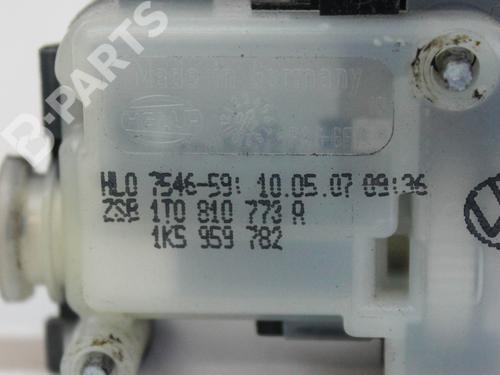 B-PARTS
Made in Germany
HELLA
HLO 7546-59: 10.05.07 09:36
ZSB 1T0 810 773 A
1K5 959 782